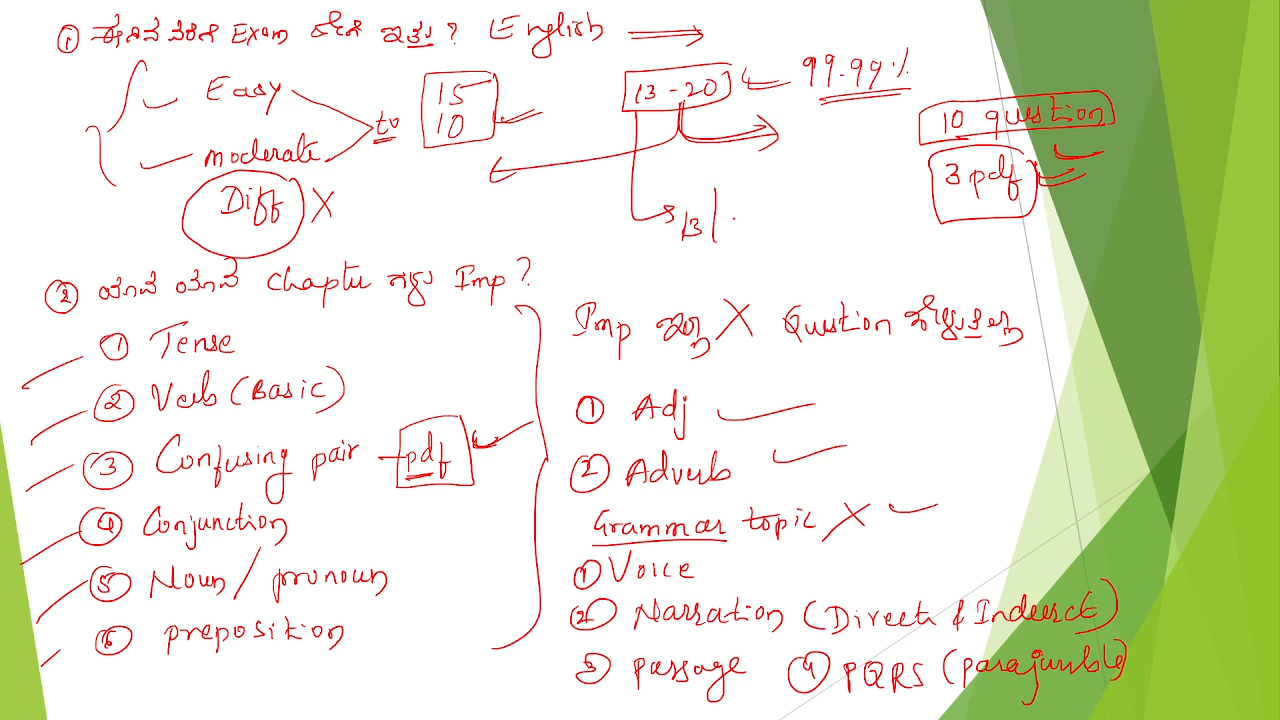 ① Exam ಹೇಗೆ ಇತ್ತು ? English
Easy
moderate
to
15
10
13 - 20
99.99 %
10 question
3 pdf
Diff X
13
② ಯಾವ ಯಾವ chapter ಗಳು Imp ?
① Tense
② Verb (Basic)
③ Confusing pair - pdf
④ Conjunction
⑤ Noun / pronoun
⑥ preposition
Imp ಇಲ್ಲ X Question
① Adj
② Adverb
Grammar topic X
① Voice
② Narration (Direct & Indirect)
③ passage ④ PQRS (parajumble)